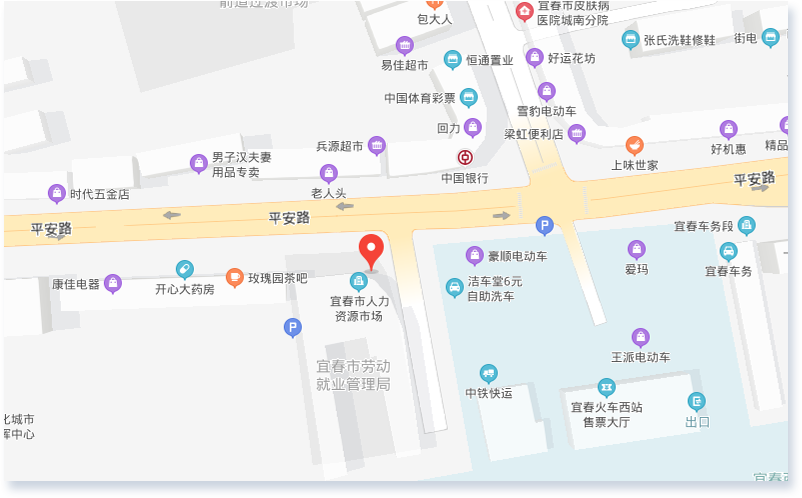 前道过渡市场
包大人
宜春市皮肤病
医院城南分院
张氏洗鞋修鞋
街电
易佳超市
恒通置业
好运花坊
中国体育彩票
雪豹电动车
回力
梁虹便利店
兵源超市
男子汉夫妻
用品专卖
中国银行
上味世家
好机惠
精品
时代五金店
老人头
平安路
平安路
平安路
P
宜春车务段
康佳电器
开心大药房
玫瑰园茶吧
豪顺电动车
爱玛
宜春车务
洁车堂6元
自助洗车
宜春市人力
资源市场
P
宜春市劳动
就业管理局
王派电动车
中铁快运
宜春火车西站
售票大厅
出口
化城市
挥中心